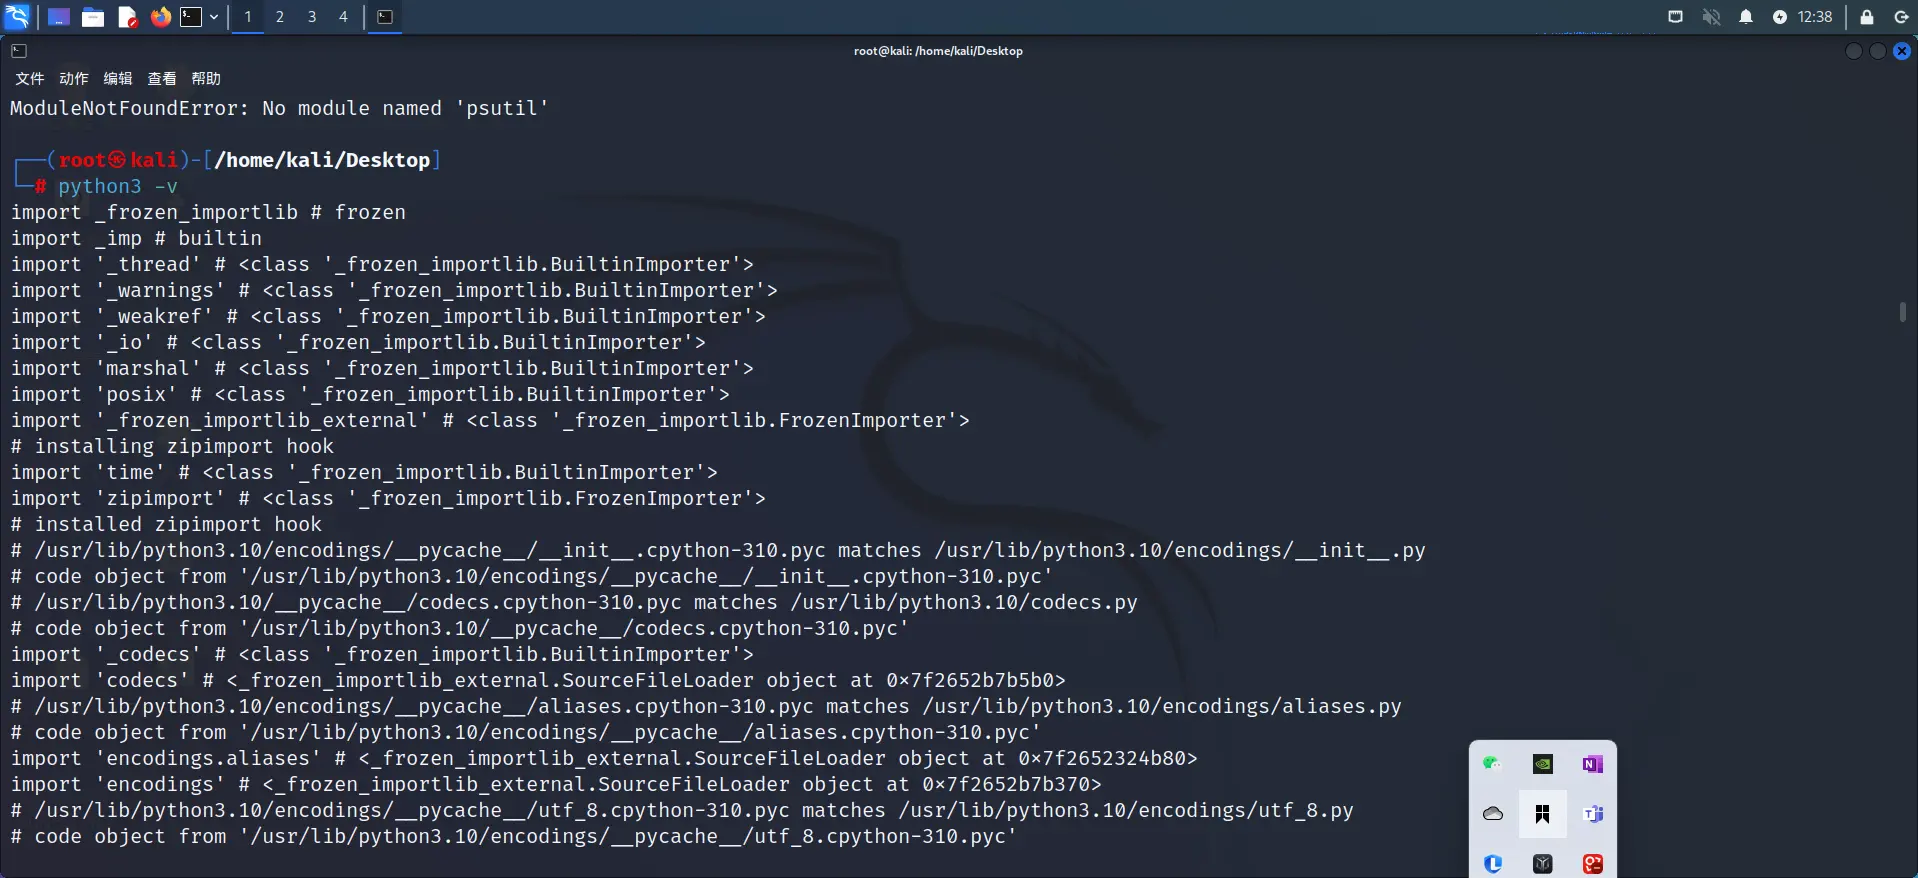 1 2 3 4
12:38
root@kali: /home/kali/Desktop
文件 动作 编辑 查看 帮助
ModuleNotFoundError: No module named 'psutil'
┌──(root㉿kali)-[/home/kali/Desktop]
└─# python3 -v
import _frozen_importlib # frozen
import _imp # builtin
import '_thread' # <class '_frozen_importlib.BuiltinImporter'>
import '_warnings' # <class '_frozen_importlib.BuiltinImporter'>
import '_weakref' # <class '_frozen_importlib.BuiltinImporter'>
import '_io' # <class '_frozen_importlib.BuiltinImporter'>
import 'marshal' # <class '_frozen_importlib.BuiltinImporter'>
import 'posix' # <class '_frozen_importlib.BuiltinImporter'>
import '_frozen_importlib_external' # <class '_frozen_importlib.FrozenImporter'>
# installing zipimport hook
import 'time' # <class '_frozen_importlib.BuiltinImporter'>
import 'zipimport' # <class '_frozen_importlib.FrozenImporter'>
# installed zipimport hook
# /usr/lib/python3.10/encodings/__pycache__/__init__.cpython-310.pyc matches /usr/lib/python3.10/encodings/__init__.py
# code object from '/usr/lib/python3.10/encodings/__pycache__/__init__.cpython-310.pyc'
# /usr/lib/python3.10/__pycache__/codecs.cpython-310.pyc matches /usr/lib/python3.10/codecs.py
# code object from '/usr/lib/python3.10/__pycache__/codecs.cpython-310.pyc'
import '_codecs' # <class '_frozen_importlib.BuiltinImporter'>
import 'codecs' # <_frozen_importlib_external.SourceFileLoader object at 0x7f2652b7b5b0>
# /usr/lib/python3.10/encodings/__pycache__/aliases.cpython-310.pyc matches /usr/lib/python3.10/encodings/aliases.py
# code object from '/usr/lib/python3.10/encodings/__pycache__/aliases.cpython-310.pyc'
import 'encodings.aliases' # <_frozen_importlib_external.SourceFileLoader object at 0x7f2652324b80>
import 'encodings' # <_frozen_importlib_external.SourceFileLoader object at 0x7f2652b7b370>
# /usr/lib/python3.10/encodings/__pycache__/utf_8.cpython-310.pyc matches /usr/lib/python3.10/encodings/utf_8.py
# code object from '/usr/lib/python3.10/encodings/__pycache__/utf_8.cpython-310.pyc'